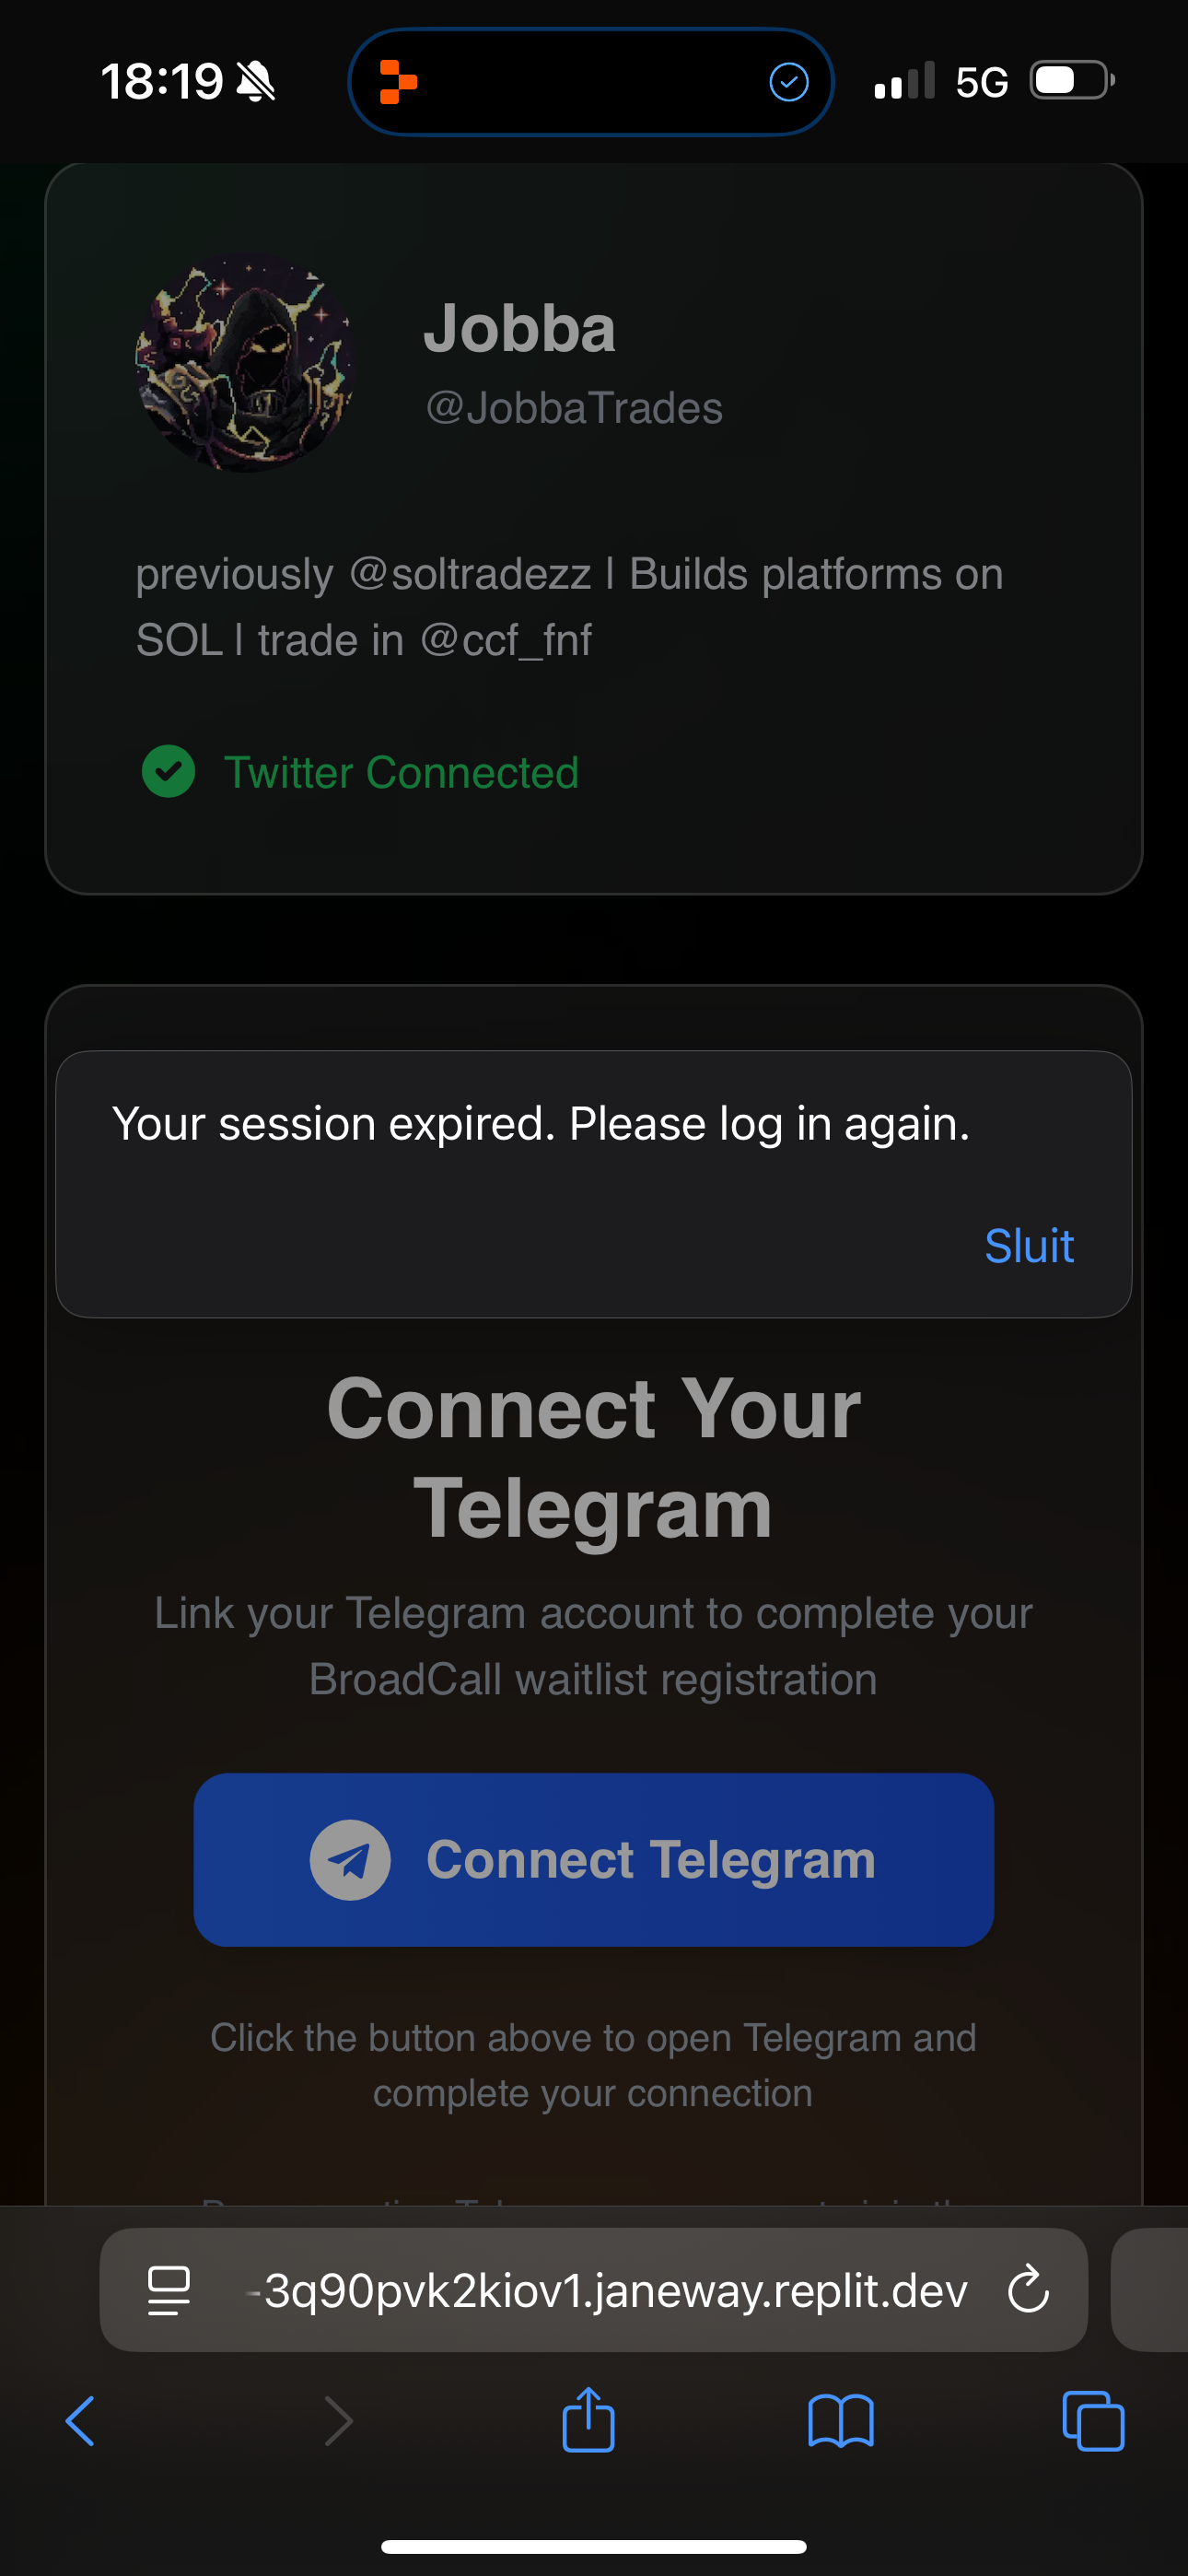 18:19
5G
Jobba
@JobbaTrades
previously @soltradezz | Builds platforms on
SOL | trade in @ccf_fnf
Twitter Connected
Your session expired. Please log in again.
Sluit
Connect Your
Telegram
Link your Telegram account to complete your
BroadCall waitlist registration
Connect Telegram
Click the button above to open Telegram and
complete your connection
-3q90pvk2kiov1.janeway.replit.dev